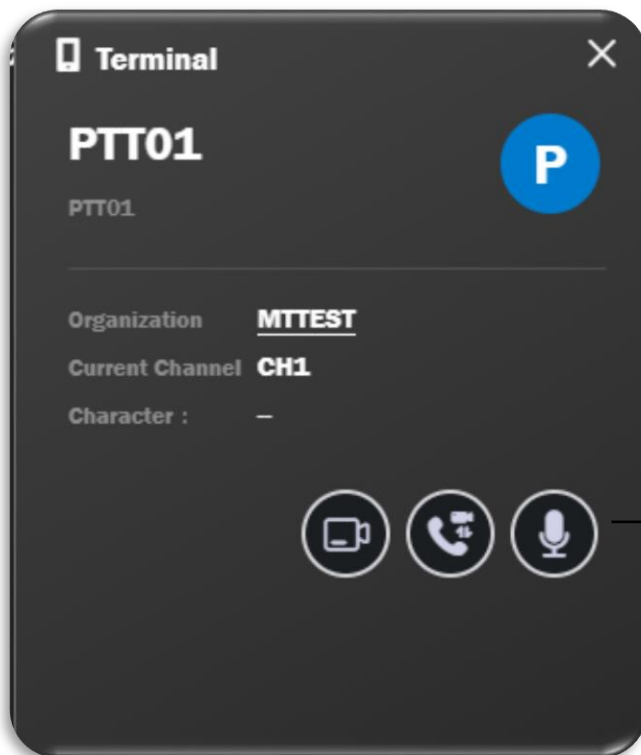 Terminal
PTT01
P
PTT01
Organization MTTEST
Current Channel CH1
Character : –